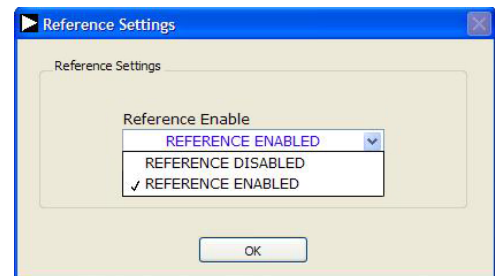 Reference Settings
Reference Settings
Reference Enable
REFERENCE ENABLED
REFERENCE DISABLED
✓ REFERENCE ENABLED
OK